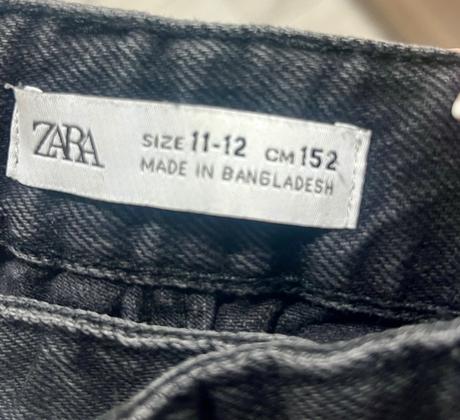 ZARA
SIZE 11-12 CM 152
MADE IN BANGLADESH